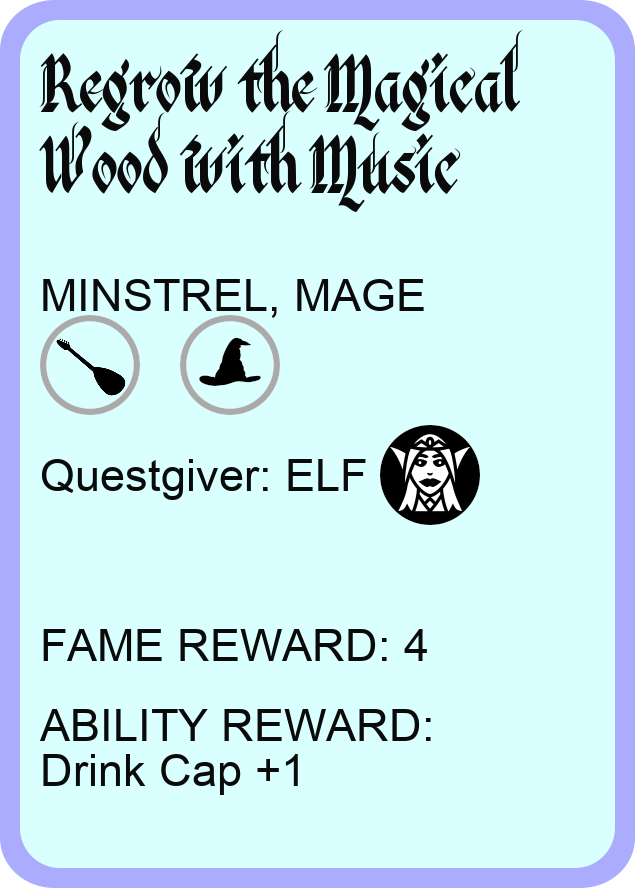 Regrow the Magical
Wood with Music
MINSTREL, MAGE
Questgiver: ELF
FAME REWARD: 4
ABILITY REWARD:
Drink Cap +1